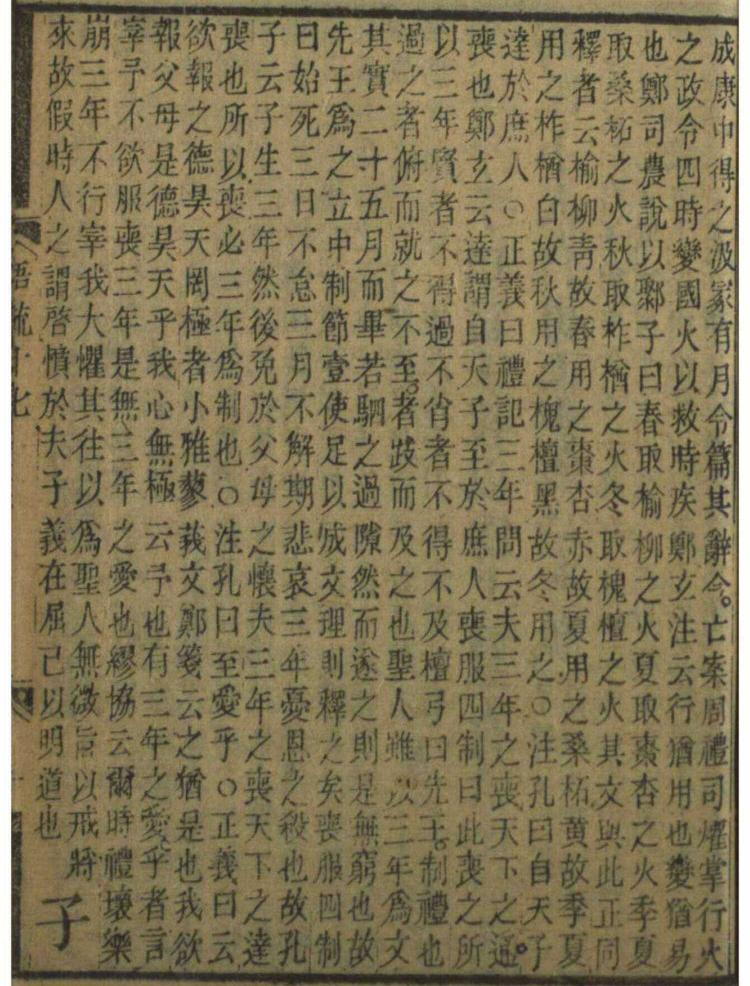 成康中得之汲冢有月令篇其辭今亡案周禮司爟掌行火
之政令四時變國火以救時疾鄭玄注云行猶用也變猶易
也鄭司農說以鄹子曰春取榆柳之火夏取棗杏之火季夏
取桑柘之火秋取柞楢之火冬取槐檀之火其文與此正同
釋者云榆柳青故春用之棗杏赤故夏用之桑柘黃故季夏
用之柞楢白故秋用之槐檀黑故冬用之○注孔曰自天子
達於庶人○正義曰禮記三年問云夫三年之喪天下之通
喪也鄭玄云達謂自天子至於庶人喪服四制曰此喪之所
以三年賢者不得過不肖者不得不及檀弓曰先王制禮也
過之者俯而就之不至者跂而及之也聖人雖以三年為文
其實二十五月而畢若駟之過隙然而遂之則是無窮也故
先王爲之立中制節壹使足以成文理則釋之矣喪服四制
曰始死三日不怠三月不解期悲哀三年憂恩之殺也故孔
子云子生三年然後免於父母之懷夫三年之喪天下之達
喪也所以喪必三年爲制也○注孔曰至愛乎○正義曰云
欲報之德昊天罔極者小雅蓼莪文鄭箋云之猶是也我欲
報父母是德昊天乎我心無極云予也有三年之愛乎者言
宰予不欲服喪三年是無三年之愛也繆協云爾時禮壞樂
崩三年不行宰我大懼其往以爲聖人無微旨以戒將
來故假時人之謂啓憤於夫子義在屈己以明道也 子
語疏十七